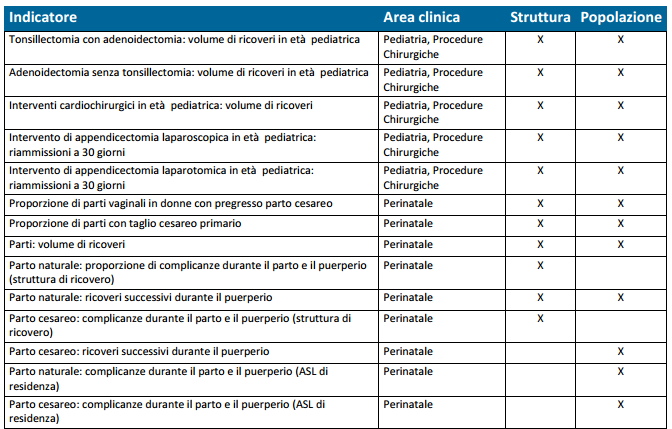 Indicatore Area clinica Struttura Popolazione
Tonsillectomia con adenoidectomia: volume di ricoveri in età pediatrica Pediatria, Procedure X X
Chirurgiche
Adenoidectomia senza tonsillectomia: volume di ricoveri in età pediatrica Pediatria, Procedure X X
Chirurgiche
Interventi cardiochirurgici in età pediatrica: volume di ricoveri Pediatria, Procedure X X
Chirurgiche
Intervento di appendicectomia laparoscopica in età pediatrica: Pediatria, Procedure X X
riammissioni a 30 giorni Chirurgiche
Intervento di appendicectomia laparotomica in età pediatrica: Pediatria, Procedure X X
riammissioni a 30 giorni Chirurgiche
Proporzione di parti vaginali in donne con pregresso parto cesareo Perinatale X X
Proporzione di parti con taglio cesareo primario Perinatale X X
Parti: volume di ricoveri Perinatale X X
Parto naturale: proporzione di complicanze durante il parto e il puerperio Perinatale X
(struttura di ricovero)
Parto naturale: ricoveri successivi durante il puerperio Perinatale X X
Parto cesareo: complicanze durante il parto e il puerperio (struttura di Perinatale X
ricovero)
Parto cesareo: ricoveri successivi durante il puerperio Perinatale X
Parto naturale: complicanze durante il parto e il puerperio (ASL di Perinatale X
residenza)
Parto cesareo: complicanze durante il parto e il puerperio (ASL di Perinatale X
residenza)